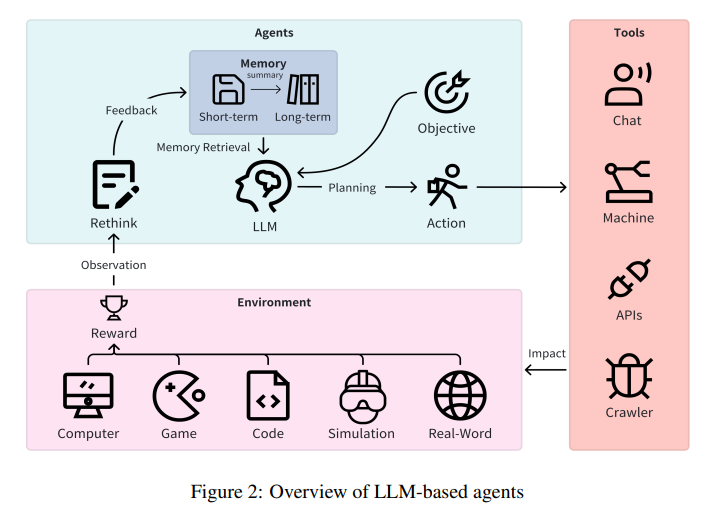 Agents
Memory
summary
Short-term
Long-term
Feedback
Memory Retrieval
Objective
Rethink
LLM
Planning
Action
Tools
Chat
Machine
APIs
Crawler
Observation
Environment
Reward
Impact
Computer
Game
Code
Simulation
Real-Word
Figure 2: Overview of LLM-based agents